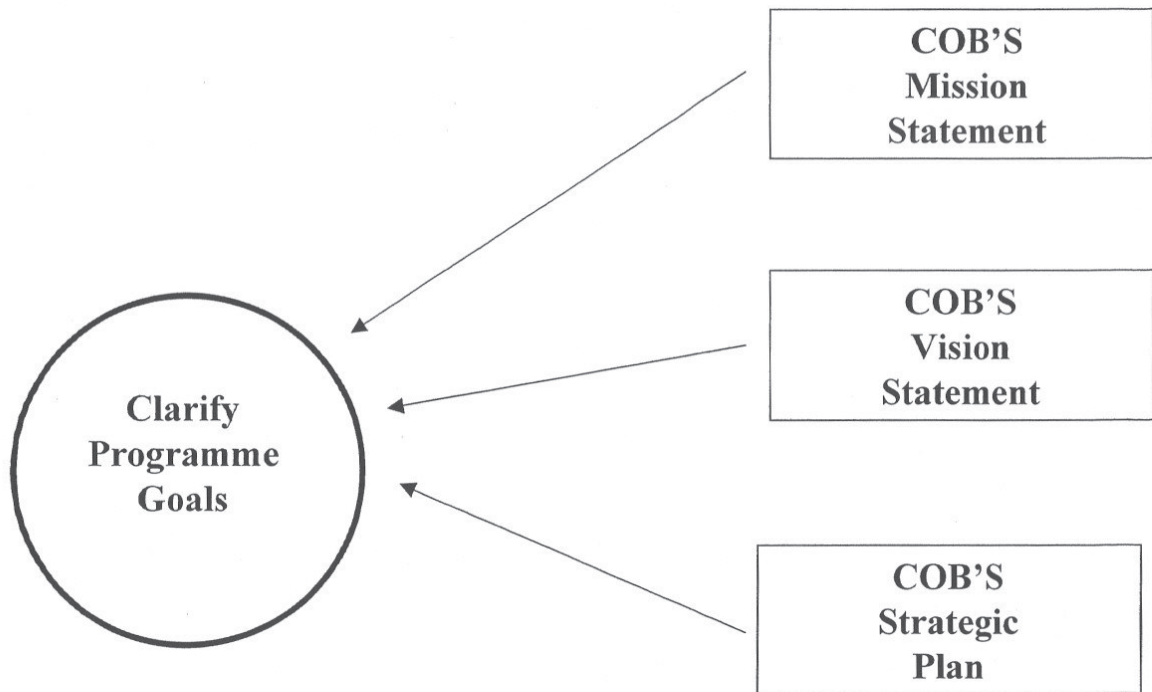 COB'S
Mission
Statement
COB'S
Vision
Statement
Clarify
Programme
Goals
COB'S
Strategic
Plan